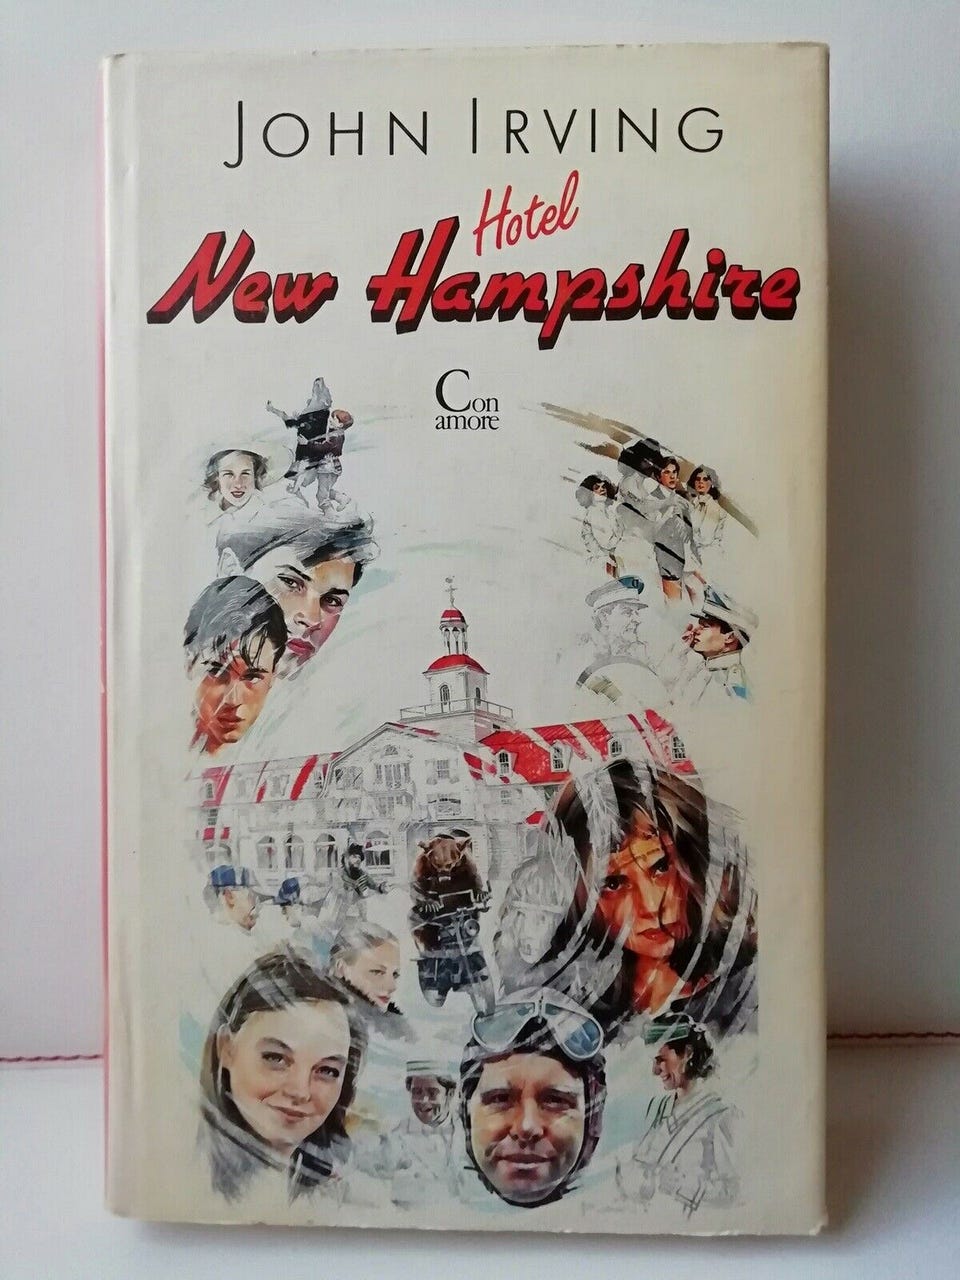 JOHN IRVING
Hotel
New Hampshire
Con
amore